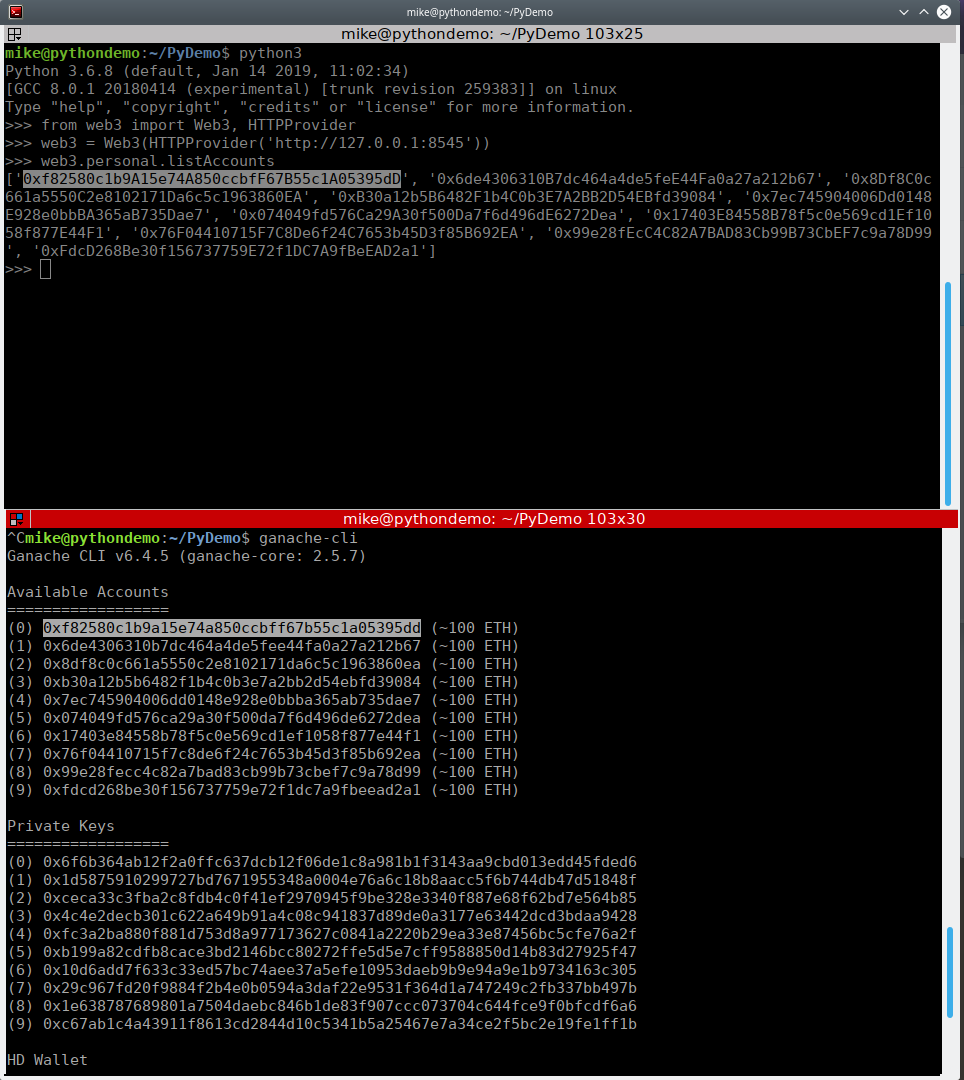 mike@pythondemo: ~/PyDemo
mike@pythondemo: ~/PyDemo 103x25
mike@pythondemo:~/PyDemo$ python3
Python 3.6.8 (default, Jan 14 2019, 11:02:34)
[GCC 8.0.1 20180414 (experimental) [trunk revision 259383]] on linux
Type "help", "copyright", "credits" or "license" for more information.
>>> from web3 import Web3, HTTPProvider
>>> web3 = Web3(HTTPProvider('http://127.0.0.1:8545'))
>>> web3.personal.listAccounts
['0xf82580c1b9A15e74A850ccbfF67B55c1A05395dD', '0x6de4306310B7dc464a4de5feE44Fa0a27a212b67', '0x8Df8C0c
661a5550C2e8102171Da6c5c1963860EA', '0xB30a12b5B6482F1b4C0b3E7A2BB2D54EBfd39084', '0x7ec745904006Dd0148
E928e0bbBA365aB735Dae7', '0x074049fd576Ca29A30f500Da7f6d496dE6272Dea', '0x17403E84558B78f5c0e569cd1Ef10
58f877E44F1', '0x76F04410715F7C8De6f24C7653b45D3f85B692EA', '0x99e28fEcC4C82A7BAD83Cb99B73CbEF7c9a78D99
', '0xFdcD268Be30f156737759E72f1DC7A9fBeEAD2a1']
>>>
mike@pythondemo: ~/PyDemo 103x30
^Cmike@pythondemo:~/PyDemo$ ganache-cli
Ganache CLI v6.4.5 (ganache-core: 2.5.7)
Available Accounts
==================
(0) 0xf82580c1b9a15e74a850ccbff67b55c1a05395dd (~100 ETH)
(1) 0x6de4306310b7dc464a4de5fee44fa0a27a212b67 (~100 ETH)
(2) 0x8df8c0c661a5550c2e8102171da6c5c1963860ea (~100 ETH)
(3) 0xb30a12b5b6482f1b4c0b3e7a2bb2d54ebfd39084 (~100 ETH)
(4) 0x7ec745904006dd0148e928e0bbba365ab735dae7 (~100 ETH)
(5) 0x074049fd576ca29a30f500da7f6d496de6272dea (~100 ETH)
(6) 0x17403e84558b78f5c0e569cd1ef1058f877e44f1 (~100 ETH)
(7) 0x76f04410715f7c8de6f24c7653b45d3f85b692ea (~100 ETH)
(8) 0x99e28fecc4c82a7bad83cb99b73cbef7c9a78d99 (~100 ETH)
(9) 0xfdcd268be30f156737759e72f1dc7a9fbeead2a1 (~100 ETH)
Private Keys
==================
(0) 0x6f6b364ab12f2a0ffc637dcb12f06de1c8a981b1f3143aa9cbd013edd45fded6
(1) 0x1d5875910299727bd7671955348a0004e76a6c18b8aacc5f6b744db47d51848f
(2) 0xceca33c3fba2c8fdb4c0f41ef2970945f9be328e3340f887e68f62bd7e564b85
(3) 0x4c4e2decb301c622a649b91a4c08c941837d89de0a3177e63442dcd3bdaa9428
(4) 0xfc3a2ba880f881d753d8a977173627c0841a2220b29ea33e87456bc5cfe76a2f
(5) 0xb199a82cdfb8cace3bd2146bcc80272ffe5d5e7cff9588850d14b83d27925f47
(6) 0x10d6add7f633c33ed57bc74aee37a5efe10953daeb9b9e94a9e1b9734163c305
(7) 0x29c967fd20f9884f2b4e0b0594a3daf22e9531f364d1a747249c2fb337bb497b
(8) 0x1e638787689801a7504daebc846b1de83f907ccc073704c644fce9f0bfcdf6a6
(9) 0xc67ab1c4a43911f8613cd2844d10c5341b5a25467e7a34ce2f5bc2e19fe1ff1b
HD Wallet